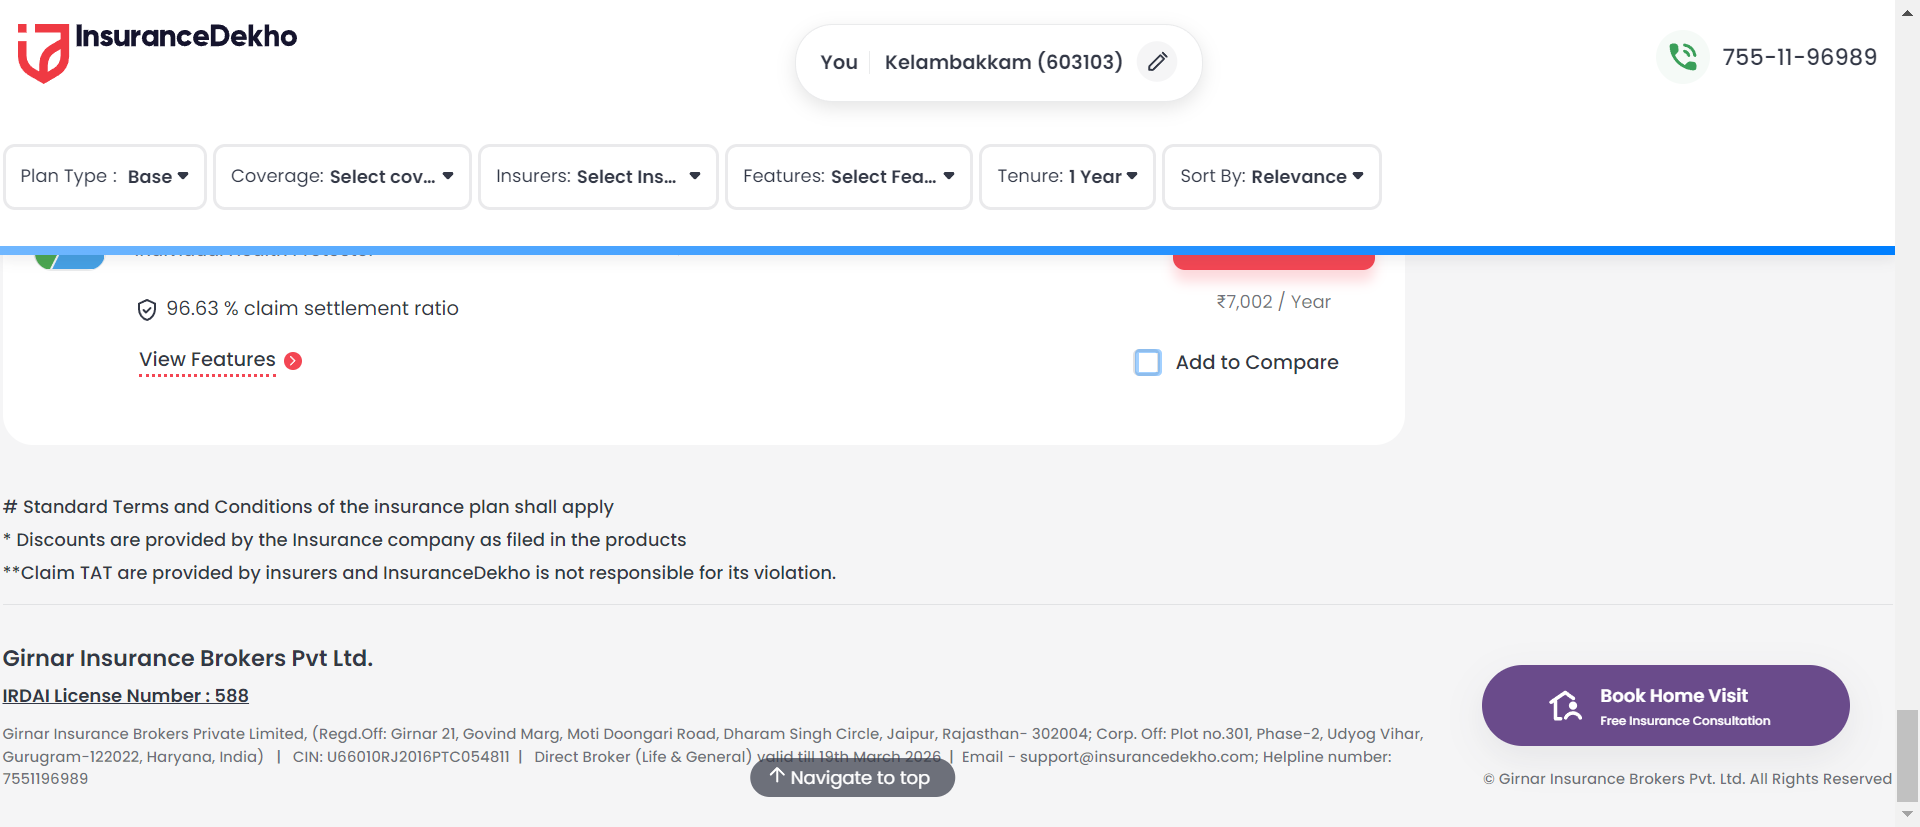 InsuranceDekho
You Kelambakkam (603103)
755-11-96989
Plan Type : Base
Coverage: Select cov...
Insurers: Select Ins...
Features: Select Fea...
Tenure: 1 Year
Sort By: Relevance
96.63 % claim settlement ratio
₹7,002 / Year
View Features
Add to Compare
# Standard Terms and Conditions of the insurance plan shall apply
* Discounts are provided by the Insurance company as filed in the products
**Claim TAT are provided by insurers and InsuranceDekho is not responsible for its violation.
Girnar Insurance Brokers Pvt Ltd.
IRDAI License Number : 588
Girnar Insurance Brokers Private Limited, (Regd.Off: Girnar 21, Govind Marg, Moti Doongari Road, Dharam Singh Circle, Jaipur, Rajasthan- 302004; Corp. Off: Plot no.301, Phase-2, Udyog Vihar,
Gurugram-122022, Haryana, India) | CIN: U66010RJ2016PTC054811 | Direct Broker (Life & General) valid till 19th March 2026 | Email - support@insurancedekho.com; Helpline number:
7551196989
Navigate to top
Book Home Visit
Free Insurance Consultation
© Girnar Insurance Brokers Pvt. Ltd. All Rights Reserved